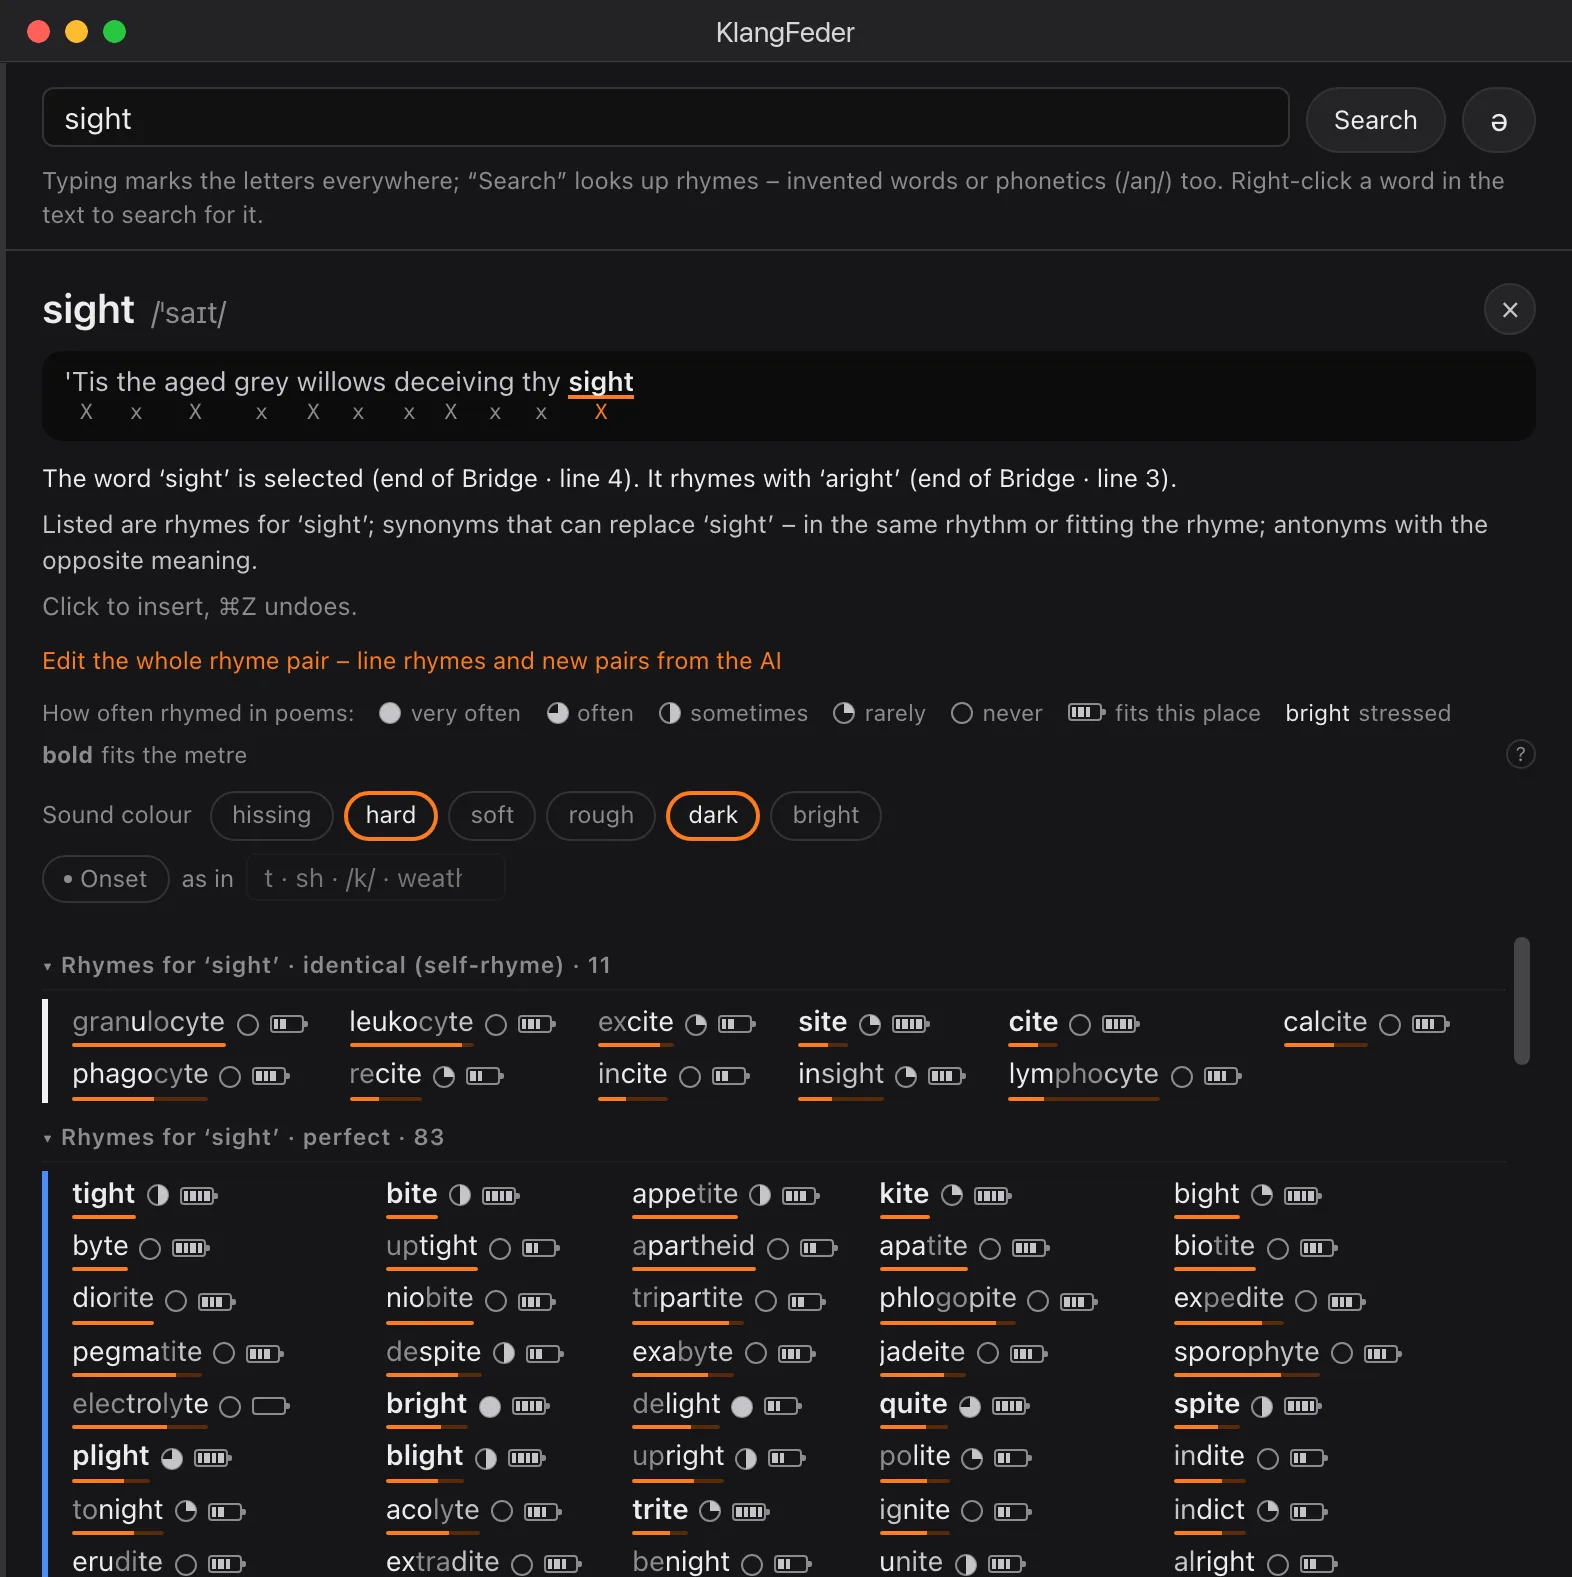 KlangFeder
sight
Search
ə
Typing marks the letters everywhere; “Search” looks up rhymes – invented words or phonetics (/aŋ/) too. Right-click a word in the
text to search for it.
sight /ˈsaɪt/
×
'Tis the aged grey willows deceiving thy sight
X x X x X x x X x x X
The word ‘sight’ is selected (end of Bridge · line 4). It rhymes with ‘aright’ (end of Bridge · line 3).
Listed are rhymes for ‘sight’; synonyms that can replace ‘sight’ – in the same rhythm or fitting the rhyme; antonyms with the
opposite meaning.
Click to insert, ⌘Z undoes.
Edit the whole rhyme pair – line rhymes and new pairs from the AI
How often rhymed in poems: very often often sometimes rarely never fits this place bright stressed
bold fits the metre ?
Sound colour hissing hard soft rough dark bright
• Onset as in t · sh · /k/ · weath
▾ Rhymes for ‘sight’ · identical (self-rhyme) · 11
granulocyte leukocyte excite site cite calcite
phagocyte recite incite insight lymphocyte
▾ Rhymes for ‘sight’ · perfect · 83
tight bite appetite kite bight
byte uptight apartheid apatite biotite
diorite niobite tripartite phlogopite expedite
pegmatite despite exabyte jadeite sporophyte
electrolyte bright delight quite spite
plight blight upright polite indite
tonight acolyte trite ignite indict
erudite extradite benight unite alright